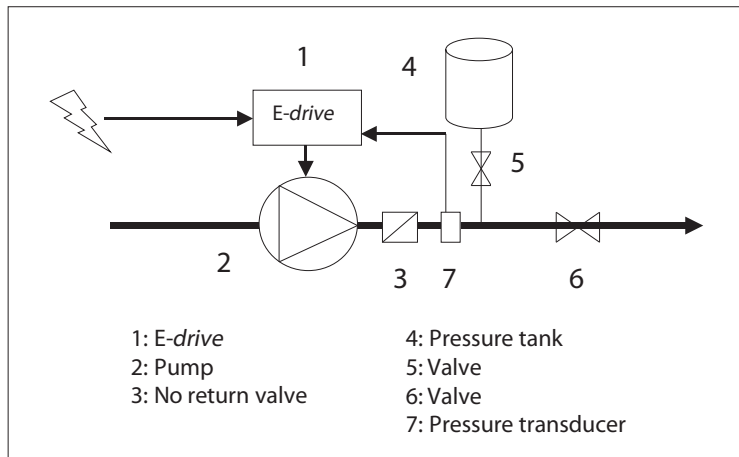 1
4
E-drive
5
2
3
7
6
1: E-drive
2: Pump
3: No return valve
4: Pressure tank
5: Valve
6: Valve
7: Pressure transducer